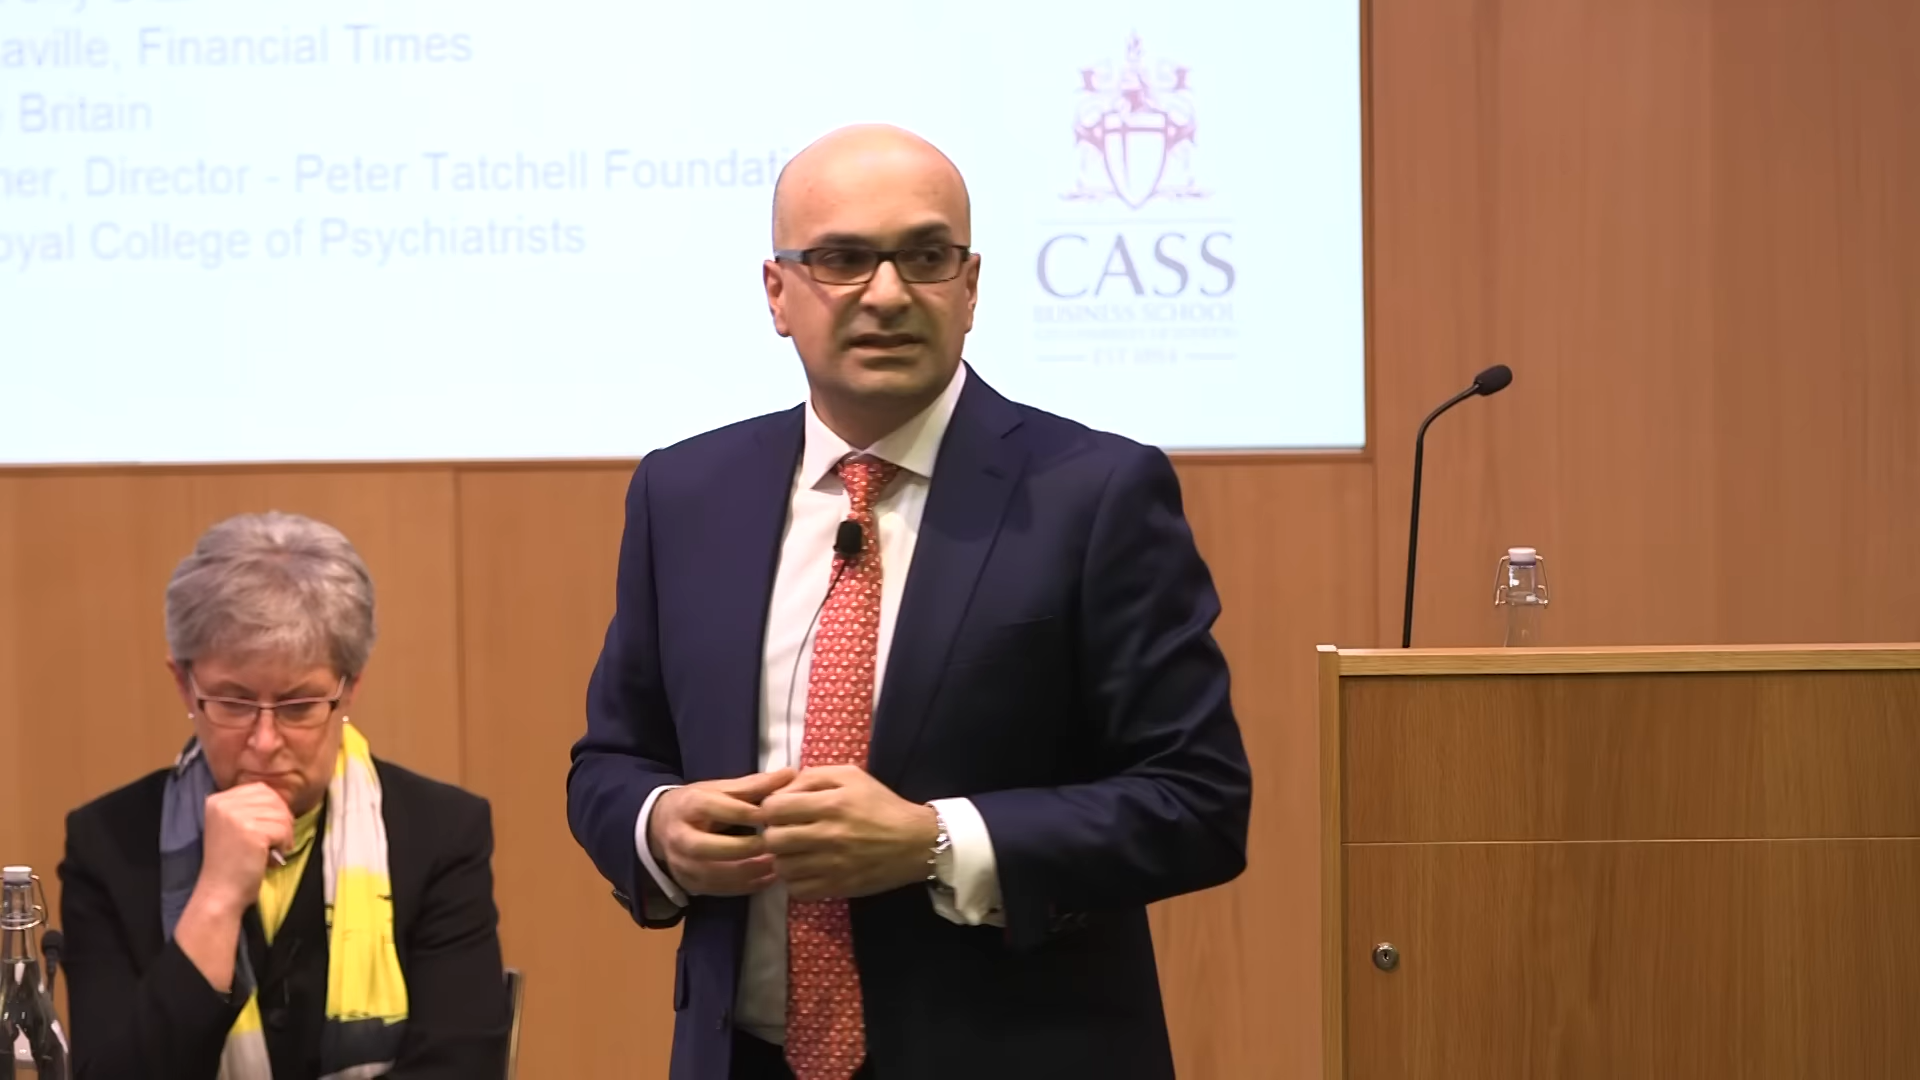 aville, Financial Times
Britain
ner, Director - Peter Tatchell Foundati
oyal College of Psychiatrists
CASS
BUSINESS SCHOOL